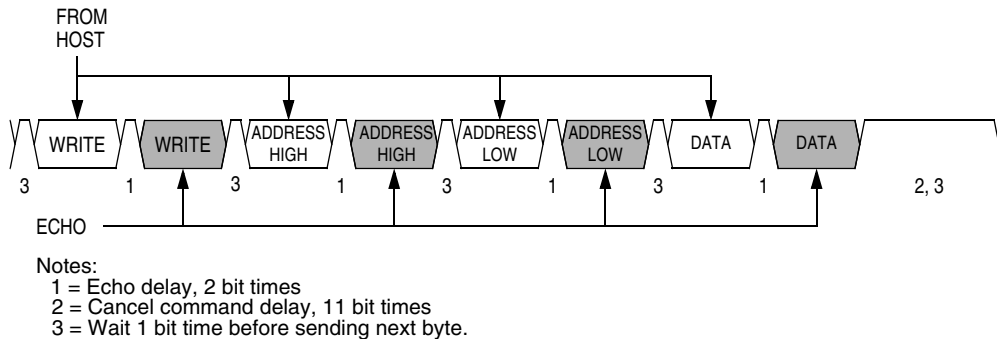 FROM
HOST
WRITE WRITE ADDRESS HIGH ADDRESS HIGH ADDRESS LOW ADDRESS LOW DATA DATA
3 1 3 1 3 1 3 1 2, 3
ECHO
Notes:
1 = Echo delay, 2 bit times
2 = Cancel command delay, 11 bit times
3 = Wait 1 bit time before sending next byte.